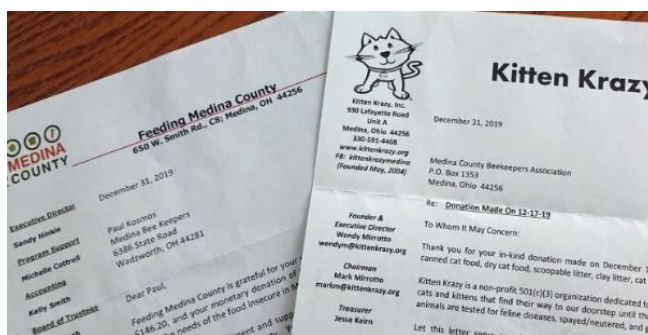 MEDINA
COUNTY
Feeding Medina County
650 W. Smith Rd., C8; Medina, OH 44256
December 31, 2019
Executive Director
Sandy Hinkle
Program Support
Michelle Cottrell
Accounting
Kelly Smith
Board of Trustees
Paul Kosmos
Medina Bee Keepers
6386 State Road
Wadsworth, OH 44281
Dear Paul,
Feeding Medina County is grateful for your
$146.20, and your monetary donation of
the needs of the food insecure in M
Kitten Krazy
Kitten Krazy, Inc.
930 Lafayette Road
Unit A
Medina, Ohio 44256
330-591-4408
www.kittenkrazy.org
FB: kittenkrazymedina
(Founded May, 2004)
Founder &
Executive Director
Wendy Mirrotto
wendym@kittenkrazy.org
Chairman
Mark Mirrotto
markm@kittenkrazy.org
Treasurer
Jesse Keirn
December 31, 2019
Medina County Beekeepers Association
P.O. Box 1353
Medina, Ohio 44256
Re: Donation Made On 12-17-19
To Whom It May Concern:
Thank you for your in-kind donation made on December 1
canned cat food, dry cat food, scoopable litter, clay litter, cat
Kitten Krazy is a non-profit 501(c)(3) organization dedicated to
cats and kittens that find their way to our doorstep until the
animals are tested for feline diseases, spayed/neutered, and
Let this letter